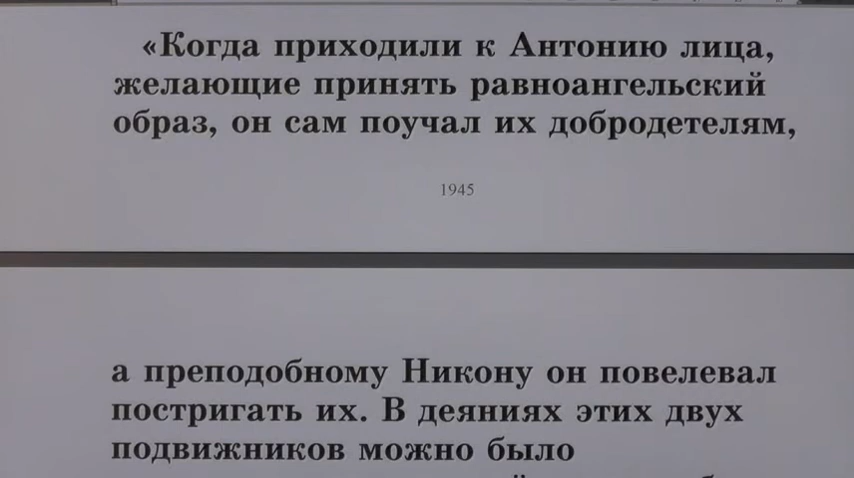 «Когда приходили к Антонию лица,
желающие принять равноангельский
образ, он сам поучал их добродетелям,
1945
а преподобному Никону он повелевал
постригать их. В деяниях этих двух
подвижников можно было